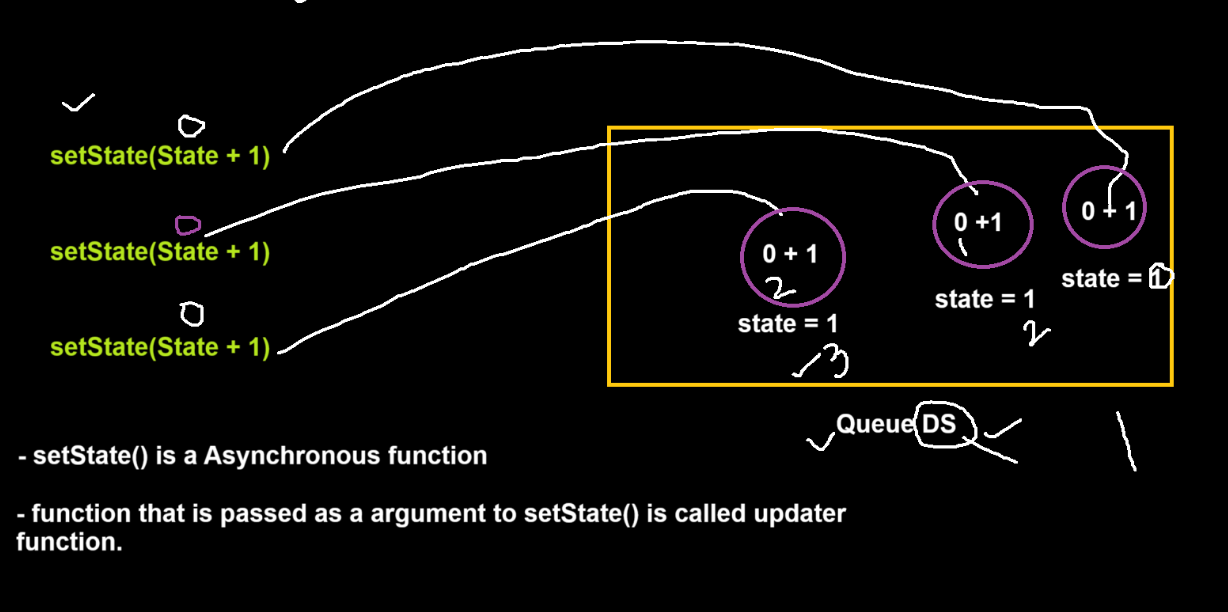 0
setState(State + 1)
0
setState(State + 1)
0
setState(State + 1)
0 + 1
2
state = 1
3
0 +1
1
state = 1
2
0 + 1
state = 1
Queue DS
- setState() is a Asynchronous function
- function that is passed as a argument to setState() is called updater
function.